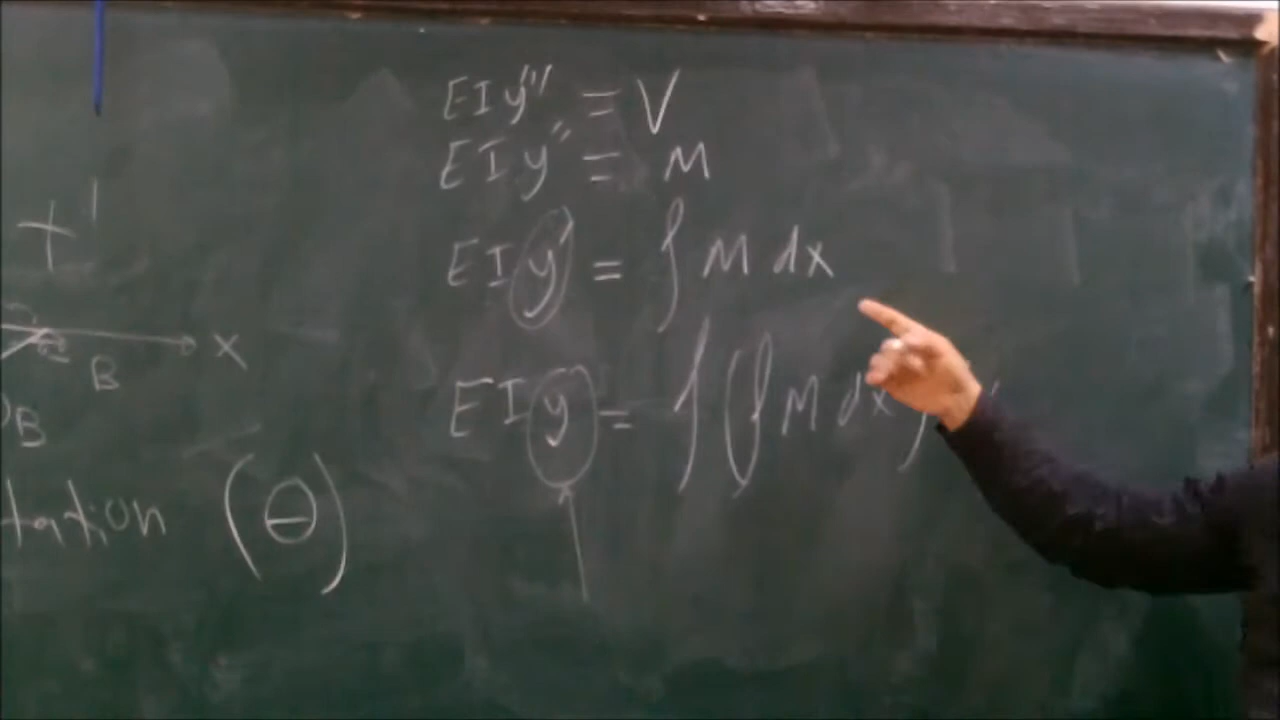 EIy''' = V
EIy'' = M
EIy' = ∫ M dx
EIy = ∫(∫ M dx)
x
B
B
tation (θ)